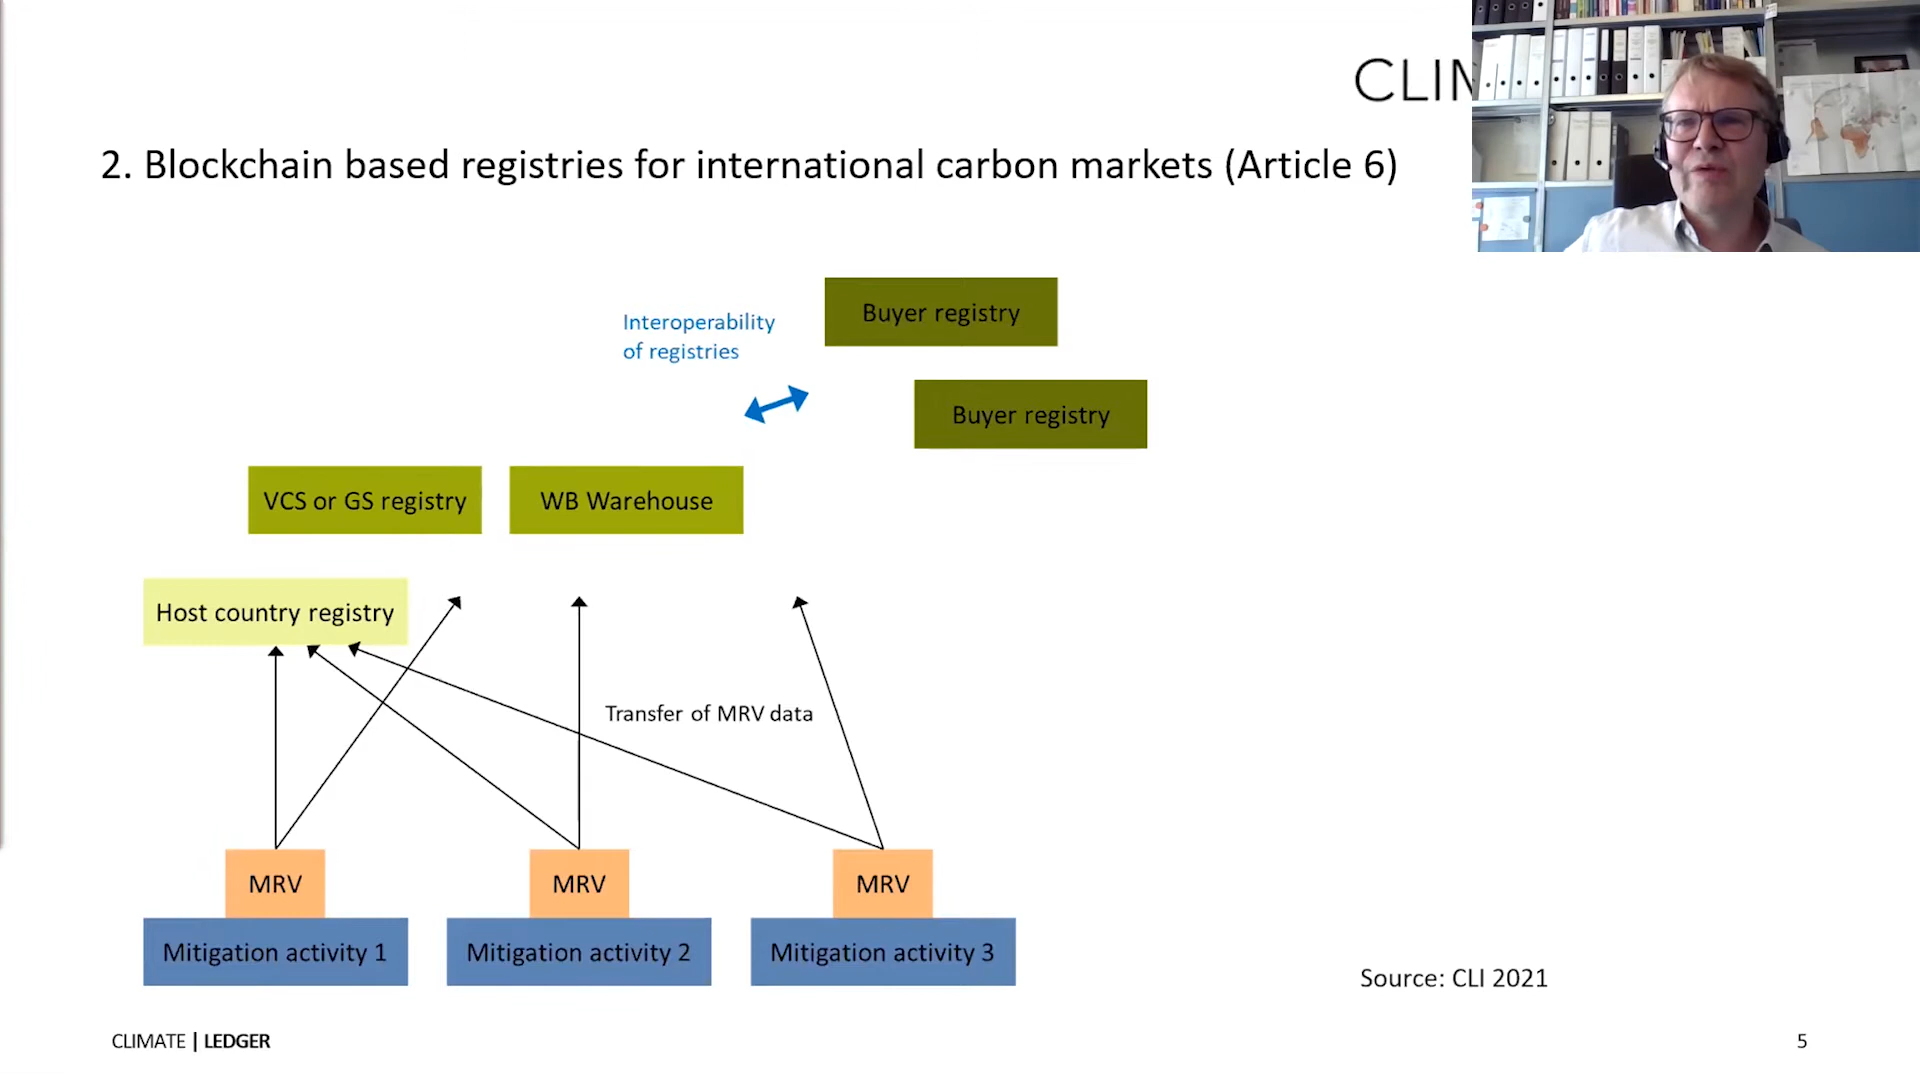 CLIM
2. Blockchain based registries for international carbon markets (Article 6)
Buyer registry
Interoperability
of registries
Buyer registry
VCS or GS registry
WB Warehouse
Host country registry
Transfer of MRV data
MRV
MRV
MRV
Mitigation activity 1
Mitigation activity 2
Mitigation activity 3
Source: CLI 2021
CLIMATE | LEDGER
5